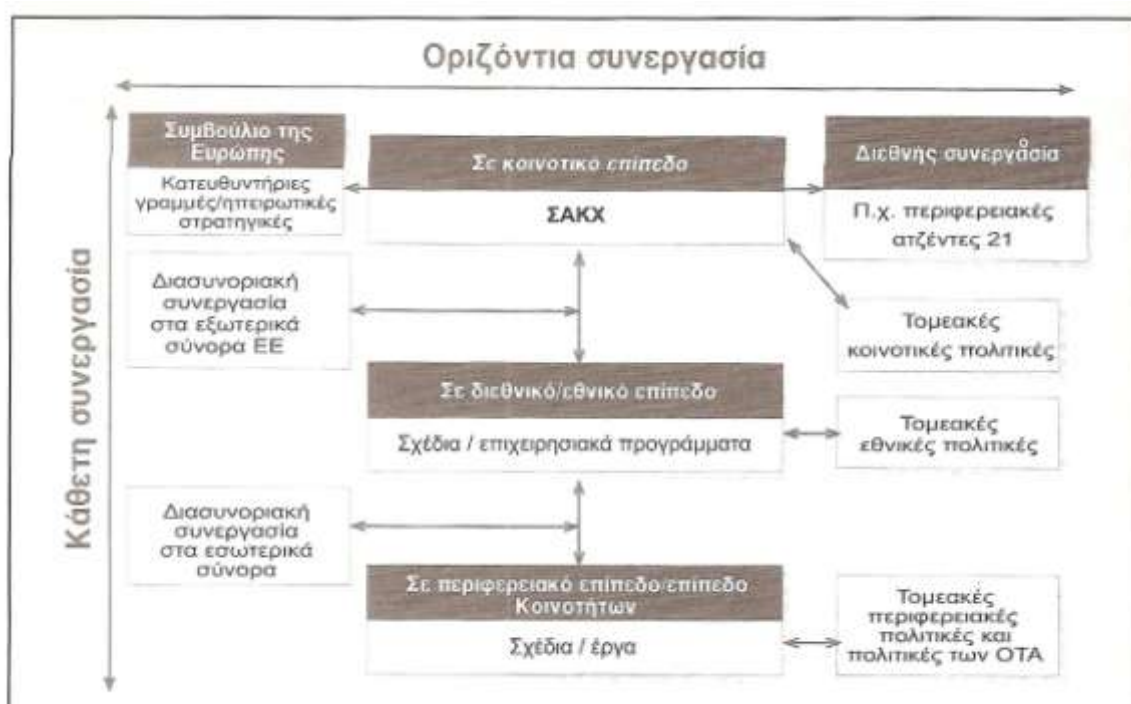 Οριζόντια συνεργασία
Κάθετη συνεργασία
Συμβούλιο της
Ευρώπης
Κατευθυντήριες
γραμμές/ηπειρωτικές
στρατηγικές
Σε κοινοτικό επίπεδο
ΣΑΚΧ
Διεθνής συνεργασία
Π.χ. περιφερειακές
ατζέντες 21
Διασυνοριακή
συνεργασία
στα εξωτερικά
σύνορα ΕΕ
Τομεακές
κοινοτικές πολιτικές
Σε διεθνικό/εθνικό επίπεδο
Σχέδια / επιχειρησιακά προγράμματα
Τομεακές
εθνικές πολιτικές
Διασυνοριακή
συνεργασία
στα εσωτερικά
σύνορα
Σε περιφερειακό επίπεδο/επίπεδο
Κοινοτήτων
Σχέδια / έργα
Τομεακές
περιφερειακές
πολιτικές και
πολιτικές των ΟΤΑ